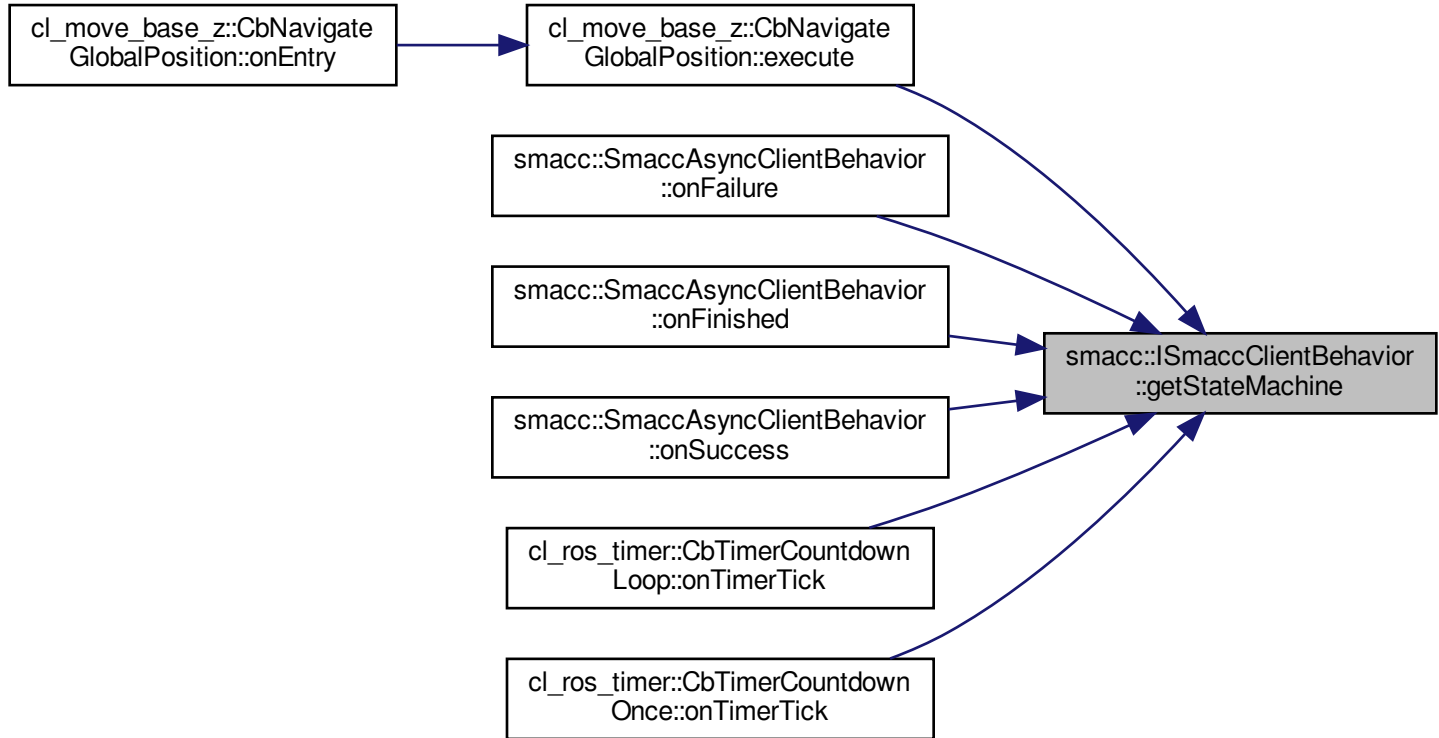 cl_move_base_z::CbNavigate
GlobalPosition::onEntry
cl_move_base_z::CbNavigate
GlobalPosition::execute
smacc::SmaccAsyncClientBehavior
::onFailure
smacc::SmaccAsyncClientBehavior
::onFinished
smacc::ISmaccClientBehavior
::getStateMachine
smacc::SmaccAsyncClientBehavior
::onSuccess
cl_ros_timer::CbTimerCountdown
Loop::onTimerTick
cl_ros_timer::CbTimerCountdown
Once::onTimerTick